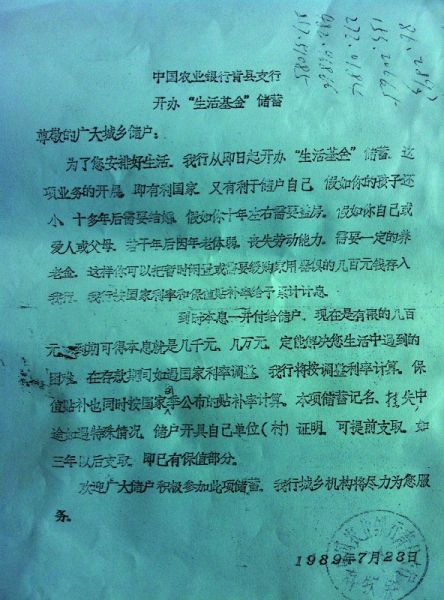 中国农业银行青县支行
开办“生活基金”储蓄
尊敬的广大城乡储户：
为了您安排好生活。我行从即日起开办“生活基金”储蓄。这
项业务的开展，即有利国家，又有利于储户自己，假如你的孩子还
小，十多年后需要结婚，假如你十年左右需要盖房，假如你自己或
爱人或父母，若干年后因年老体弱，丧失劳动能力，需要一定的养
老金，这样你可以把暂时闲置或需要缓购家用器俱的几百元钱存入
我行，我行按国家利率和保值贴补率给予累计计息。
到时本息一并付给储户，现在是有限的几百
元，到期可得本息就是几千元，几万元，定能解决您生活中遇到的
困难，在存款期间如遇国家利率调整，我行将按调整利率计算。保
值贴补也同时按国家季公布的贴补率计算。本项储蓄记名、挂失中
途如遇特殊情况，储户开具自己单位（村）证明，可提前支取，如
三年以后支取，即已有保值部分。
欢迎广大储户积极参加此项储蓄。我行城乡机构将尽力为您服
务。
1989年7月23日